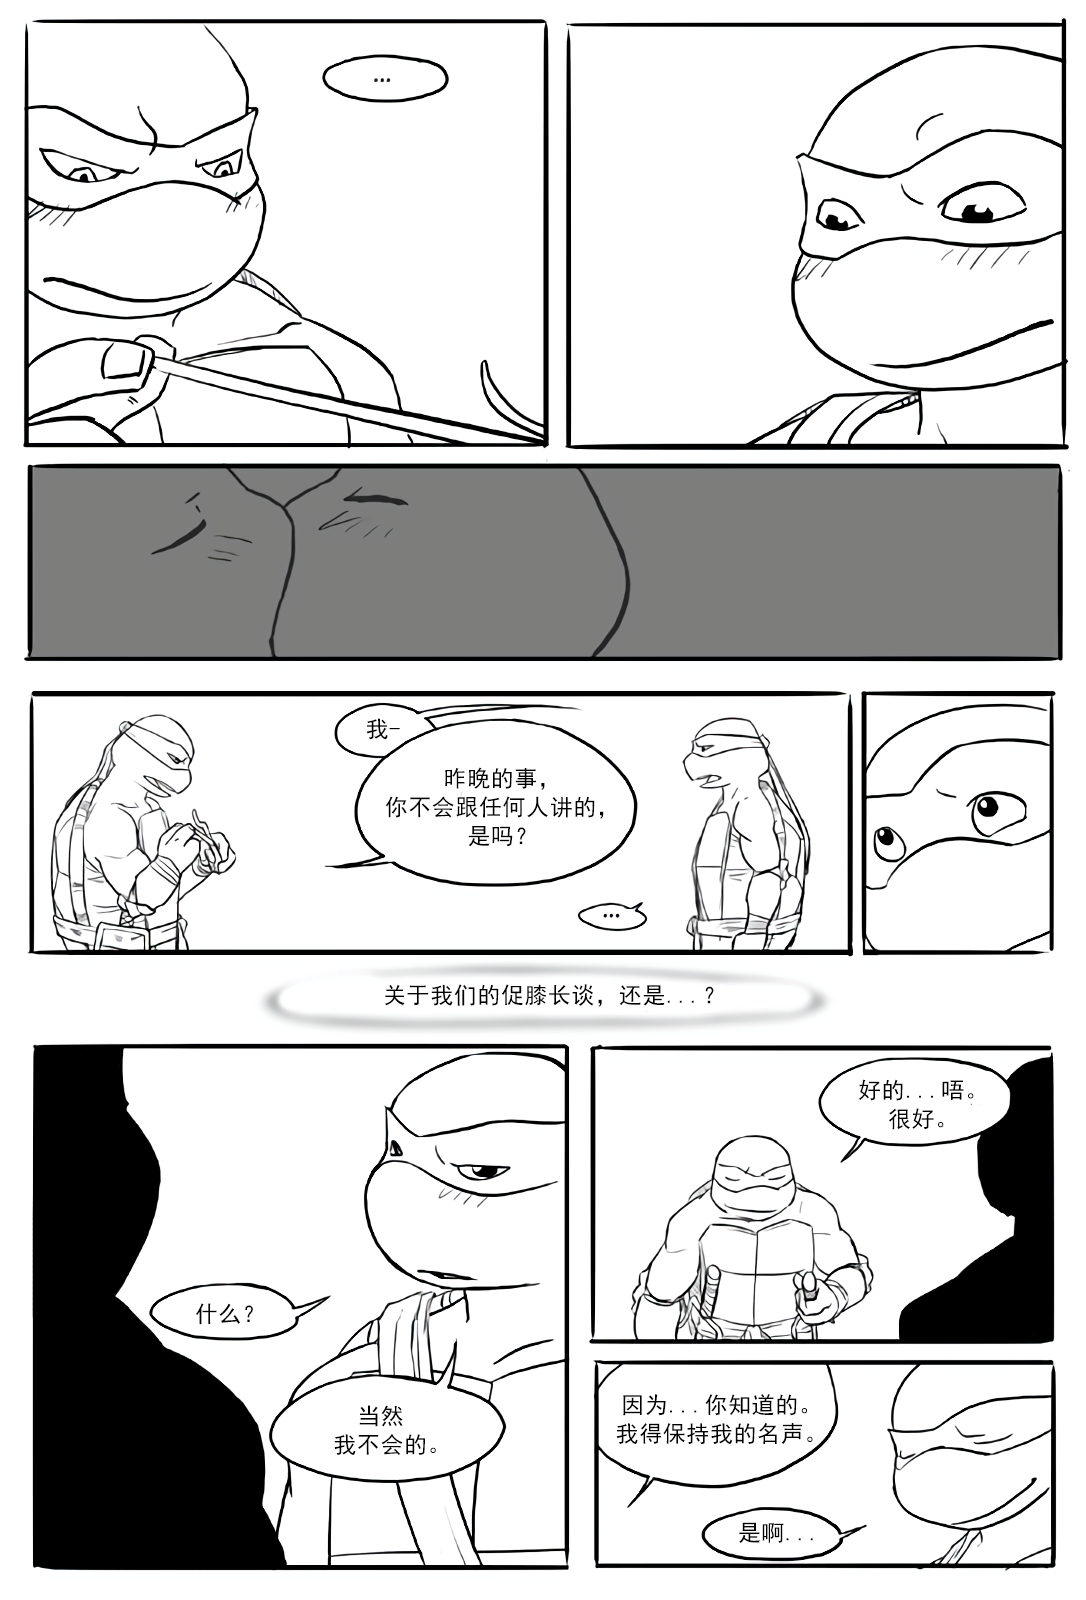 ...
我-
昨晚的事，
你不会跟任何人讲的，
是吗？
...
关于我们的促膝长谈，还是...？
什么？
当然
我不会的。
好的...唔。
很好。
因为...你知道的。
我得保持我的名声。
是啊...